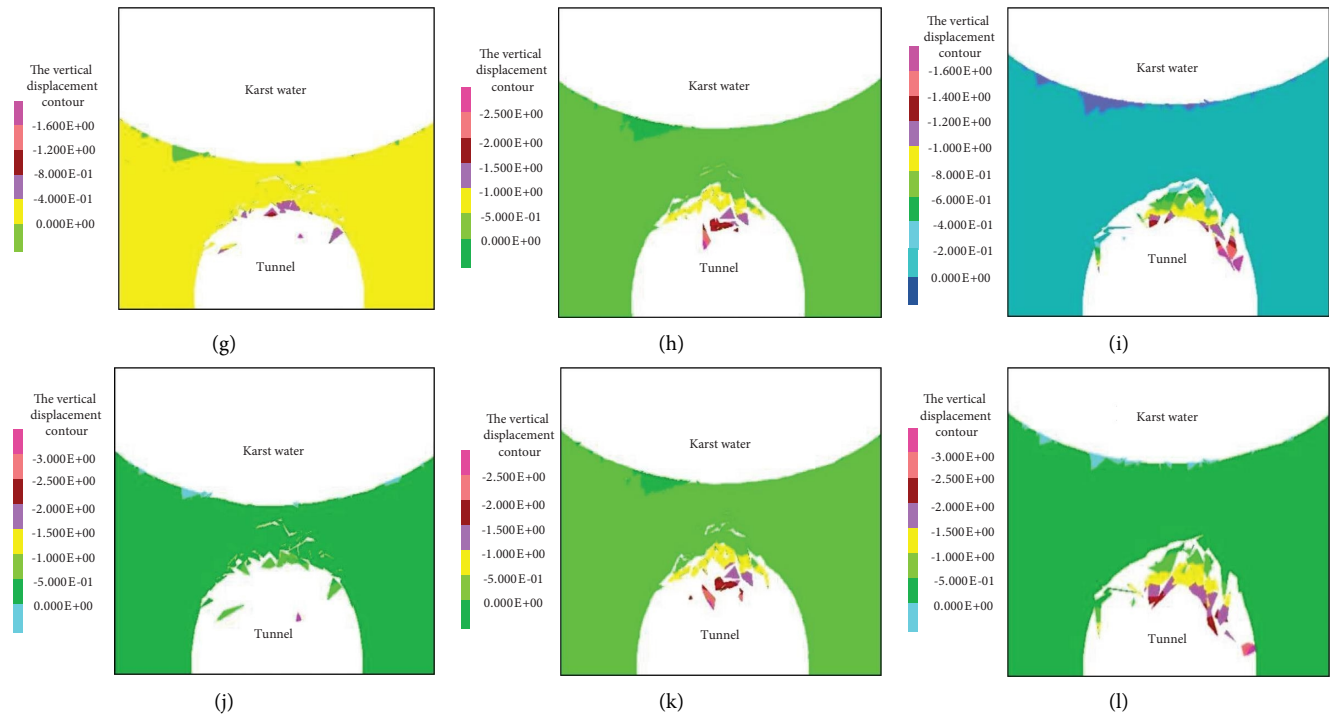 The vertical
displacement
contour
-1.600E+00
-1.200E+00
-8.000E-01
-4.000E-01
0.000E+00
Karst water
Tunnel
(g)
The vertical
displacement
contour
-2.500E+00
-2.000E+00
-1.500E+00
-1.000E+00
-5.000E-01
0.000E+00
Karst water
Tunnel
(h)
The vertical
displacement
contour
-1.600E+00
-1.400E+00
-1.200E+00
-1.000E+00
-8.000E-01
-6.000E-01
-4.000E-01
-2.000E-01
0.000E+00
Karst water
Tunnel
(i)
The vertical
displacement
contour
-3.000E+00
-2.500E+00
-2.000E+00
-1.500E+00
-1.000E+00
-5.000E-01
0.000E+00
Karst water
Tunnel
(j)
The vertical
displacement
contour
-2.500E+00
-2.000E+00
-1.500E+00
-1.000E+00
-5.000E-01
0.000E+00
Karst water
Tunnel
(k)
The vertical
displacement
contour
-3.000E+00
-2.500E+00
-2.000E+00
-1.500E+00
-1.000E+00
-5.000E-01
0.000E+00
Karst water
Tunnel
(l)